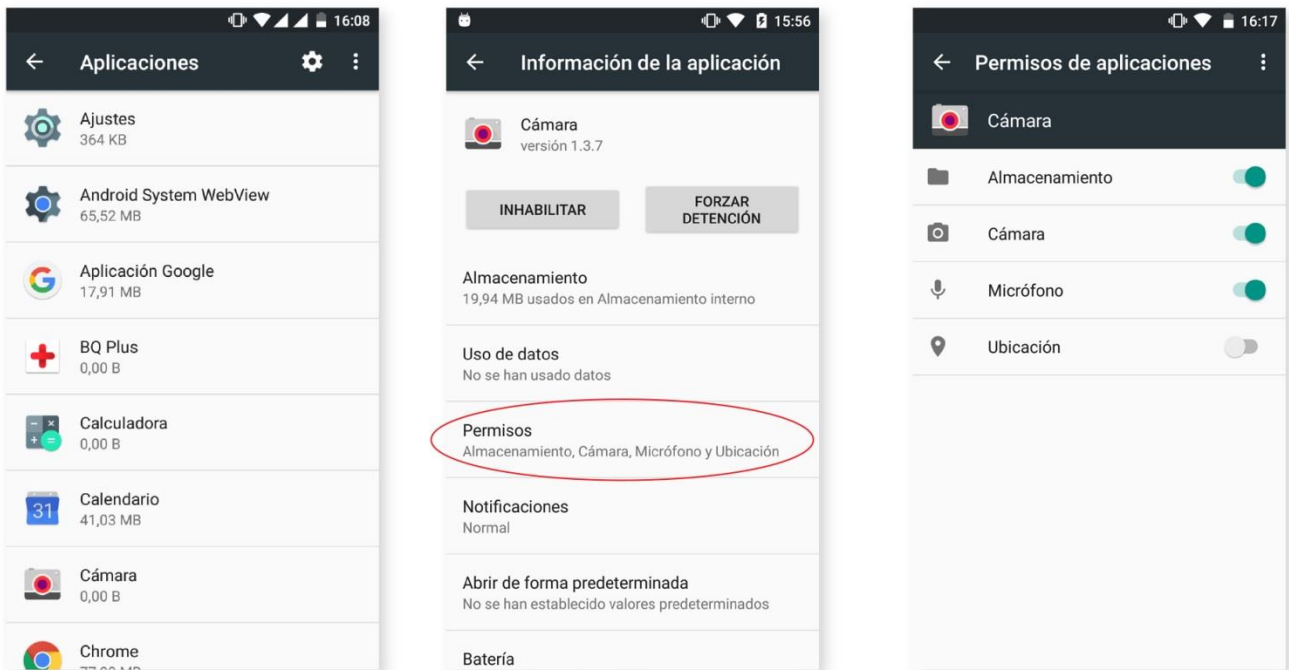 16:08
Aplicaciones
Ajustes
364 KB
Android System WebView
65,52 MB
Aplicación Google
17,91 MB
BQ Plus
0,00 B
Calculadora
0,00 B
31
Calendario
41,03 MB
Cámara
0,00 B
Chrome
15:56
Información de la aplicación
Cámara
versión 1.3.7
INHABILITAR
FORZAR
DETENCIÓN
Almacenamiento
19,94 MB usados en Almacenamiento interno
Uso de datos
No se han usado datos
Permisos
Almacenamiento, Cámara, Micrófono y Ubicación
Notificaciones
Normal
Abrir de forma predeterminada
No se han establecido valores predeterminados
Batería
16:17
Permisos de aplicaciones
Cámara
Almacenamiento
Cámara
Micrófono
Ubicación